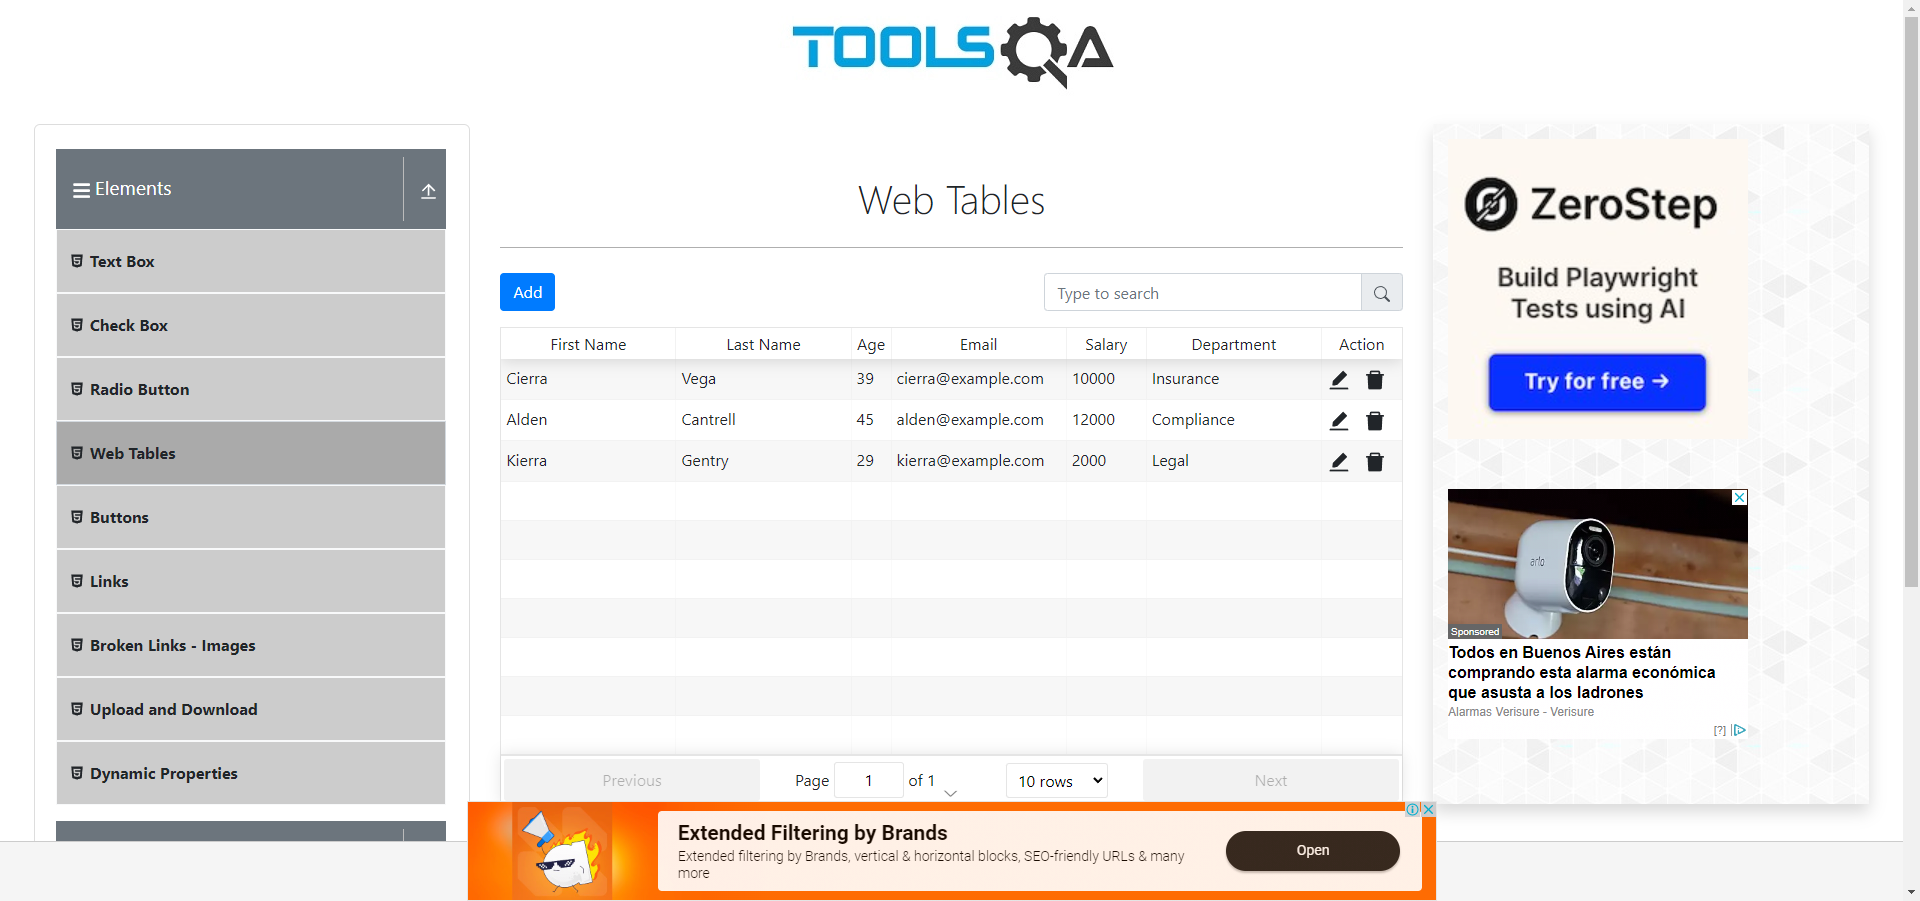 TOOLSQA
Elements
Text Box
Check Box
Radio Button
Web Tables
Buttons
Links
Broken Links - Images
Upload and Download
Dynamic Properties
Web Tables
Add
Type to search
First Name Last Name Age Email Salary Department Action
Cierra Vega 39 cierra@example.com 10000 Insurance
Alden Cantrell 45 alden@example.com 12000 Compliance
Kierra Gentry 29 kierra@example.com 2000 Legal
Previous Page 1 of 1 10 rows Next
ZeroStep
Build Playwright
Tests using AI
Try for free →
arlo
Sponsored
Todos en Buenos Aires están
comprando esta alarma económica
que asusta a los ladrones
Alarmas Verisure - Verisure
[?]
Extended Filtering by Brands
Extended filtering by Brands, vertical & horizontal blocks, SEO-friendly URLs & many
more
Open